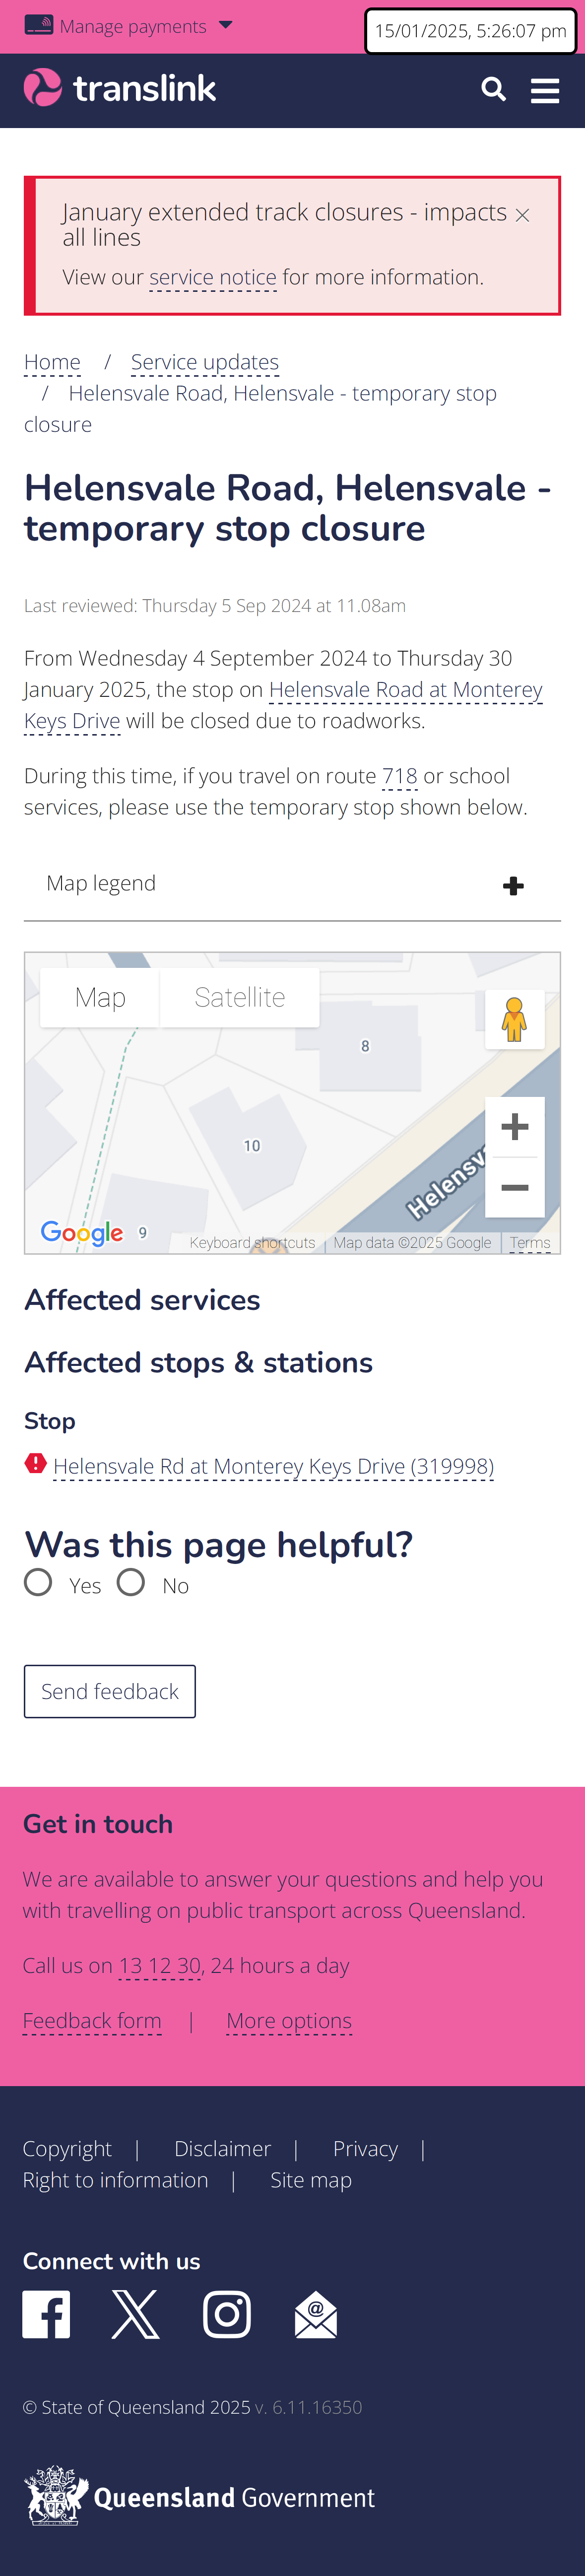 Manage payments
15/01/2025, 5:26:07 pm
translink
January extended track closures - impacts
all lines
View our service notice for more information.
Home / Service updates
/ Helensvale Road, Helensvale - temporary stop
closure
Helensvale Road, Helensvale -
temporary stop closure
Last reviewed: Thursday 5 Sep 2024 at 11.08am
From Wednesday 4 September 2024 to Thursday 30
January 2025, the stop on Helensvale Road at Monterey
Keys Drive will be closed due to roadworks.
During this time, if you travel on route 718 or school
services, please use the temporary stop shown below.
Map legend
Map
Satellite
8
10
Helensv
9
Google
Keyboard shortcuts
Map data ©2025 Google
Terms
Affected services
Affected stops & stations
Stop
Helensvale Rd at Monterey Keys Drive (319998)
Was this page helpful?
Yes No
Send feedback
Get in touch
We are available to answer your questions and help you
with travelling on public transport across Queensland.
Call us on 13 12 30, 24 hours a day
Feedback form | More options
Copyright | Disclaimer | Privacy |
Right to information | Site map
Connect with us
© State of Queensland 2025 v. 6.11.16350
Queensland Government